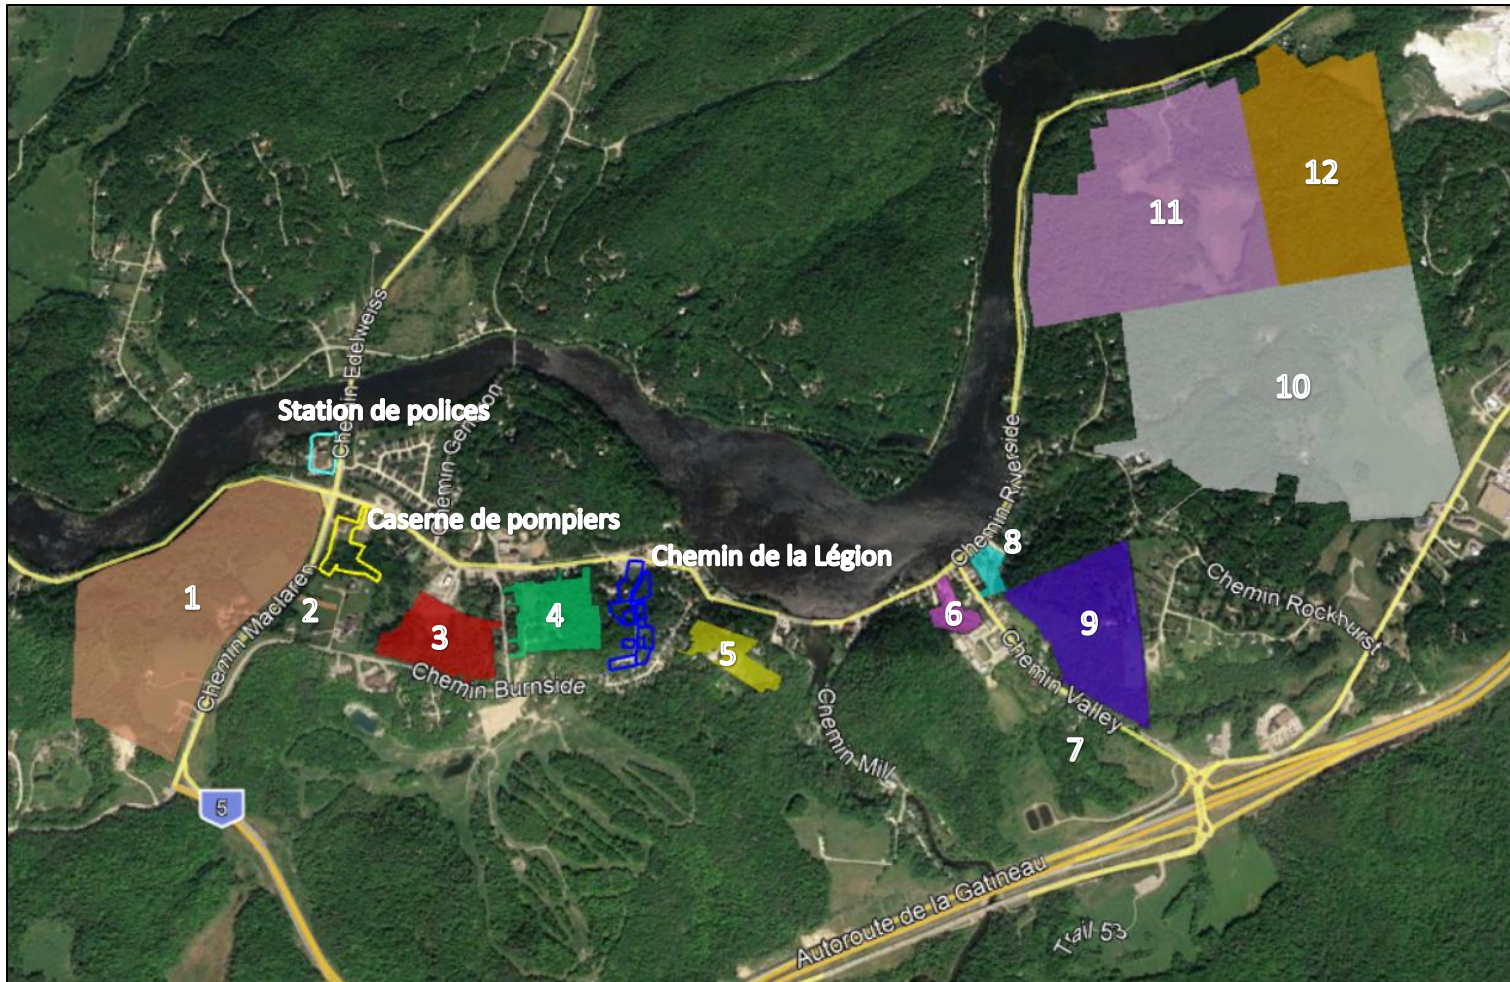 12
11
Chemin Edelweiss
10
Station de polices
Chemin Gendron
Chemin Riverside
Caserne de pompiers
8
Chemin de la Légion
Chemin Rockhurst
1
2
3
4
5
6
9
Chemin Maclaren
Chemin Burnside
Chemin Valley
7
Chemin Mill
5
Autoroute de la Gatineau
Trail 53